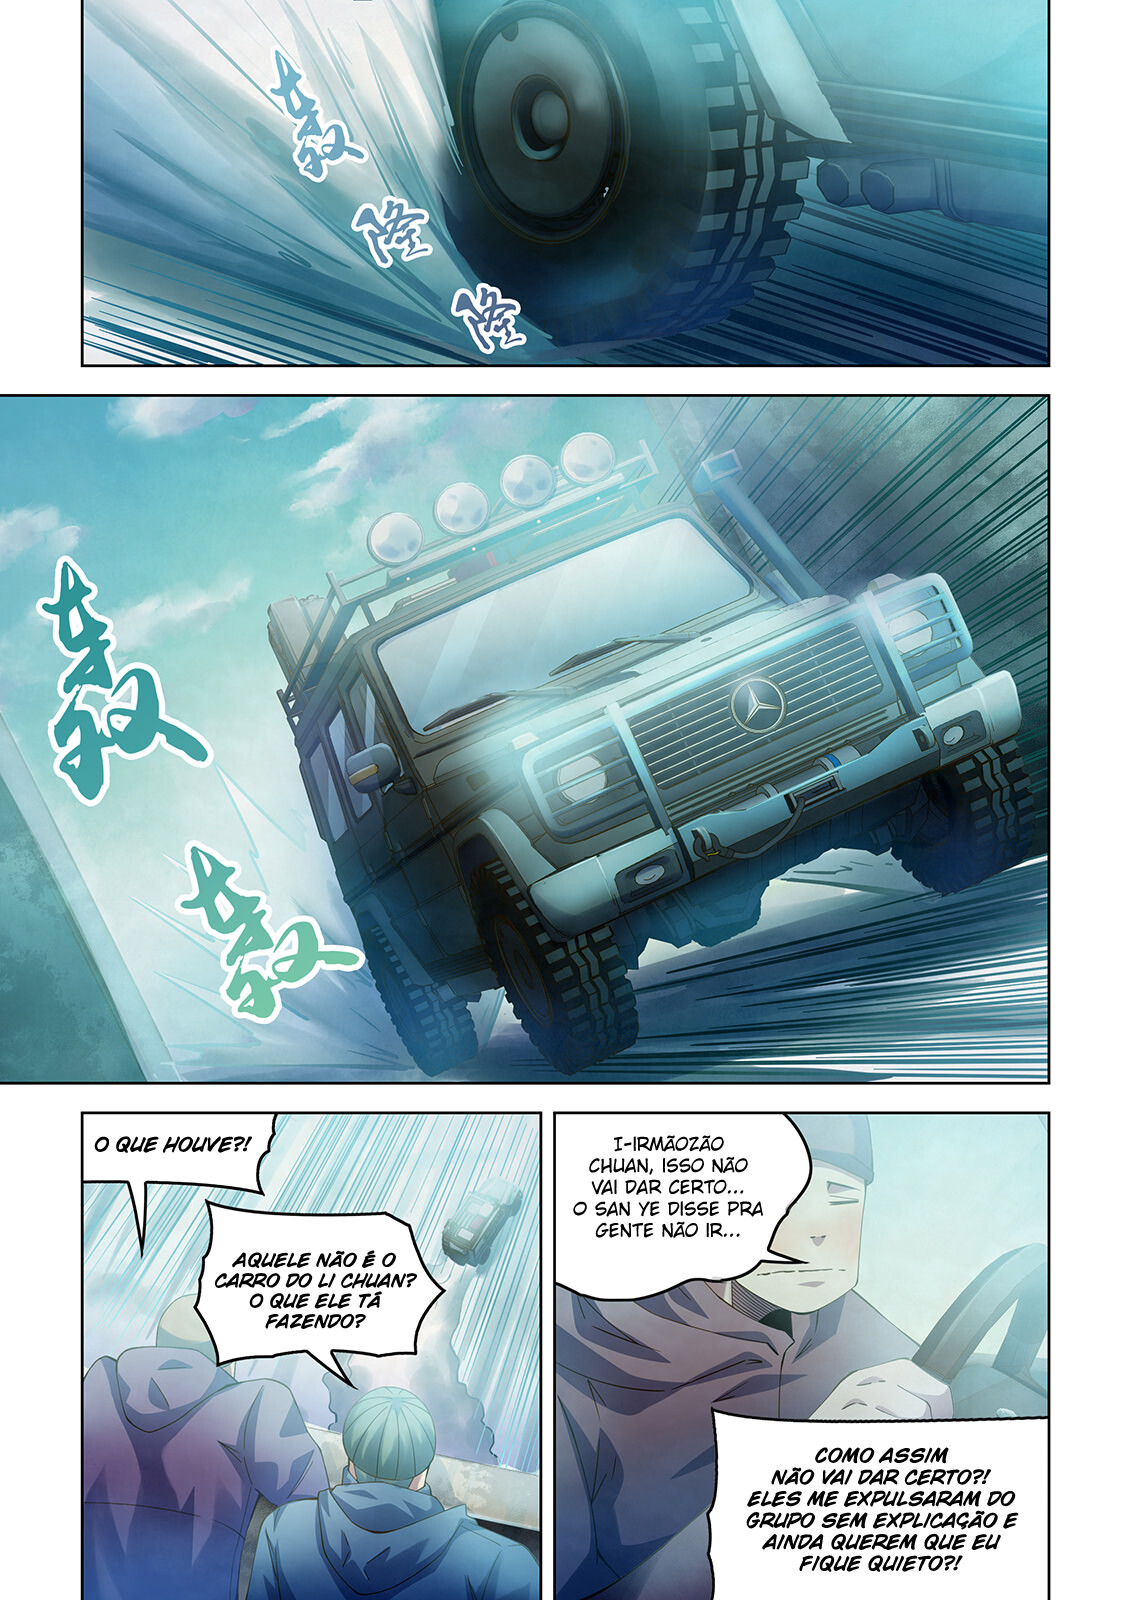 轰
隆
隆
轰
轰
O QUE HOUVE?!
AQUELE NÃO É O
CARRO DO LI CHUAN?
O QUE ELE TÁ
FAZENDO?
I-IRMÃOZÃO
CHUAN, ISSO NÃO
VAI DAR CERTO...
O SAN YE DISSE PRA
GENTE NÃO IR...
COMO ASSIM
NÃO VAI DAR CERTO?!
ELES ME EXPULSARAM DO
GRUPO SEM EXPLICAÇÃO E
AINDA QUEREM QUE EU
FIQUE QUIETO?!